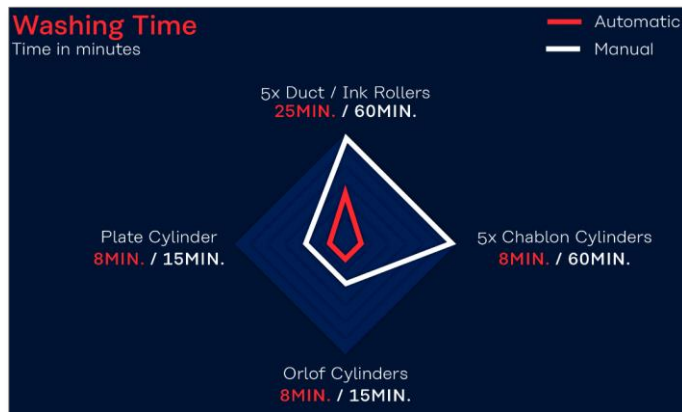 Washing Time
Time in minutes
Automatic
Manual
5x Duct / Ink Rollers
25MIN. / 60MIN.
Plate Cylinder
8MIN. / 15MIN.
5x Chablon Cylinders
8MIN. / 60MIN.
Orlof Cylinders
8MIN. / 15MIN.